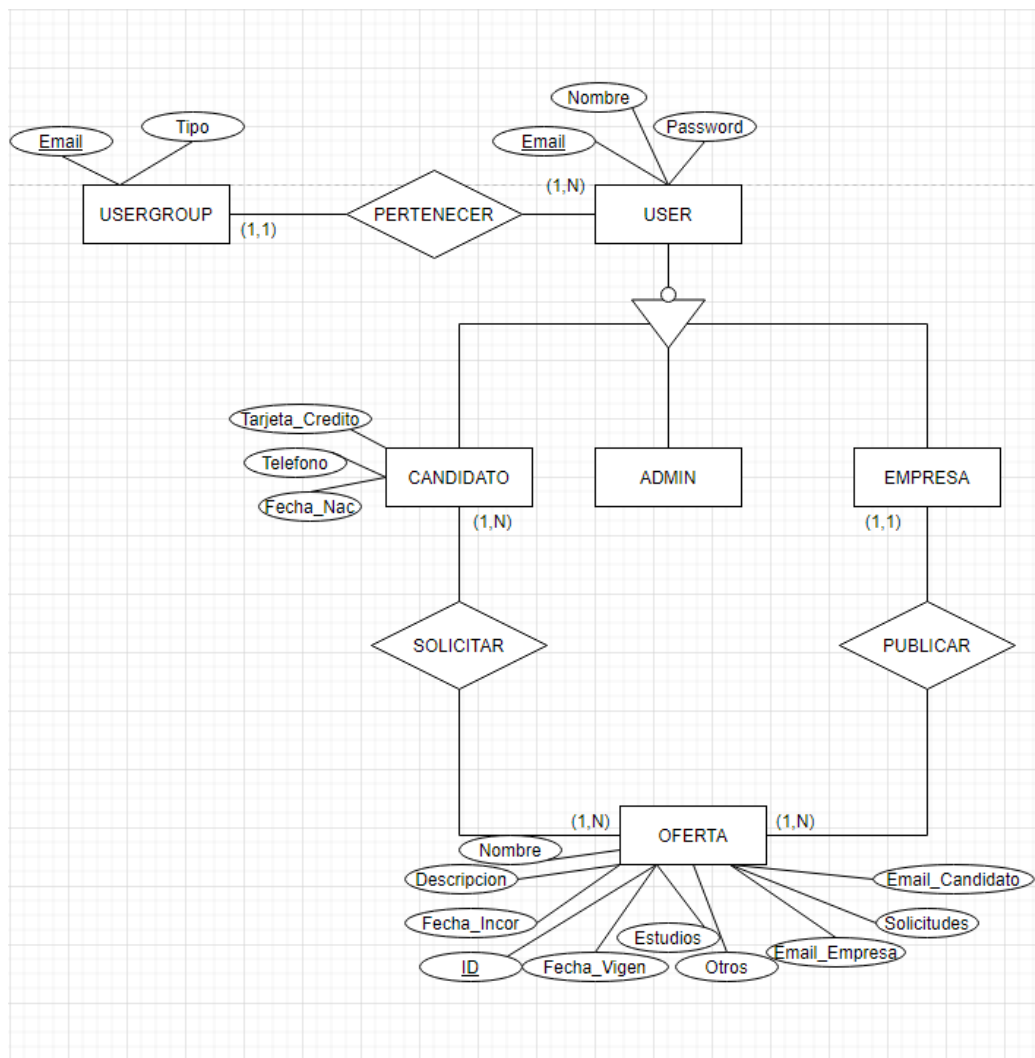 Nombre
Tipo
Password
Email
Email
(1,N)
USERGROUP
PERTENECER
USER
(1,1)
Tarjeta_Credito
Telefono
CANDIDATO
ADMIN
EMPRESA
Fecha_Nac
(1,N)
(1,1)
SOLICITAR
PUBLICAR
(1,N)
OFERTA
(1,N)
Nombre
Descripcion
Email_Candidato
Fecha_Incor
Solicitudes
Estudios
Email_Empresa
ID
Fecha_Vigen
Otros